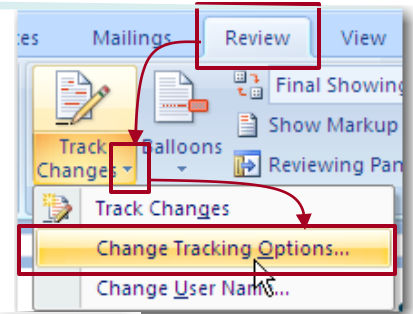 es Mailings Review View
Track Changes
Balloons
Final Showing
Show Markup
Reviewing Pan
Track Changes
Change Tracking Options...
Change User Name...